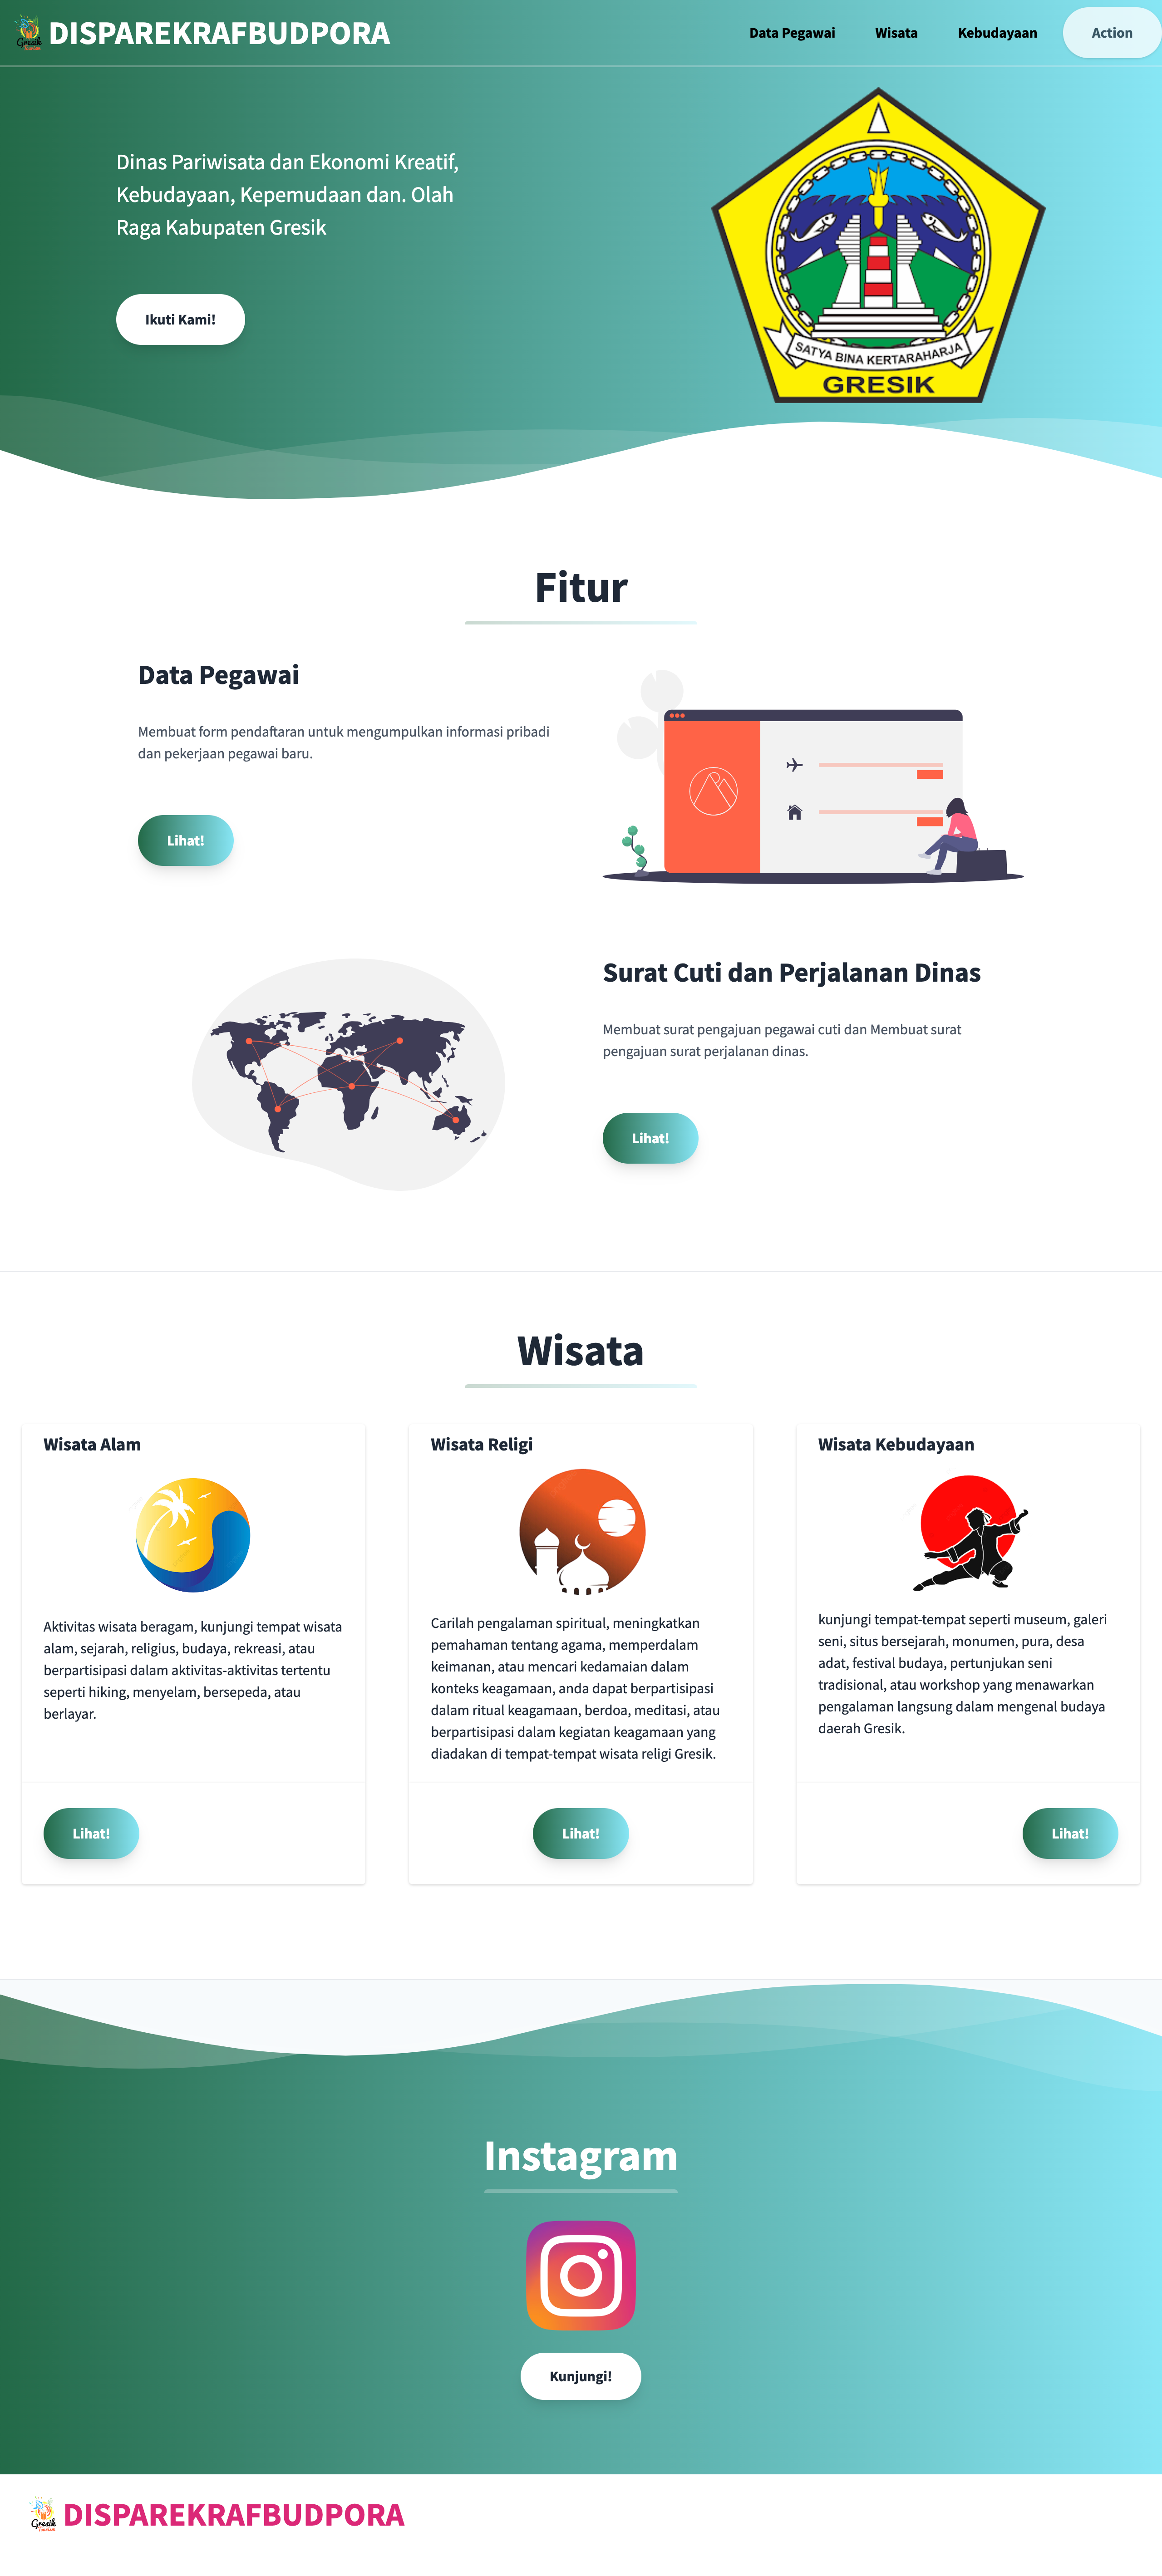 Gresik
Tourism
DISPAREKRAFBUDPORA
Data Pegawai
Wisata
Kebudayaan
Action
Dinas Pariwisata dan Ekonomi Kreatif,
Kebudayaan, Kepemudaan dan. Olah
Raga Kabupaten Gresik
Ikuti Kami!
SATYA BINA KERTARAHARJA
GRESIK
Fitur
Data Pegawai
Membuat form pendaftaran untuk mengumpulkan informasi pribadi
dan pekerjaan pegawai baru.
Lihat!
Surat Cuti dan Perjalanan Dinas
Membuat surat pengajuan pegawai cuti dan Membuat surat
pengajuan surat perjalanan dinas.
Lihat!
Wisata
Wisata Alam
Aktivitas wisata beragam, kunjungi tempat wisata
alam, sejarah, religius, budaya, rekreasi, atau
berpartisipasi dalam aktivitas-aktivitas tertentu
seperti hiking, menyelam, bersepeda, atau
berlayar.
Lihat!
Wisata Religi
Carilah pengalaman spiritual, meningkatkan
pemahaman tentang agama, memperdalam
keimanan, atau mencari kedamaian dalam
konteks keagamaan, anda dapat berpartisipasi
dalam ritual keagamaan, berdoa, meditasi, atau
berpartisipasi dalam kegiatan keagamaan yang
diadakan di tempat-tempat wisata religi Gresik.
Lihat!
Wisata Kebudayaan
kunjungi tempat-tempat seperti museum, galeri
seni, situs bersejarah, monumen, pura, desa
adat, festival budaya, pertunjukan seni
tradisional, atau workshop yang menawarkan
pengalaman langsung dalam mengenal budaya
daerah Gresik.
Lihat!
Instagram
Kunjungi!
Gresik
Tourism
DISPAREKRAFBUDPORA